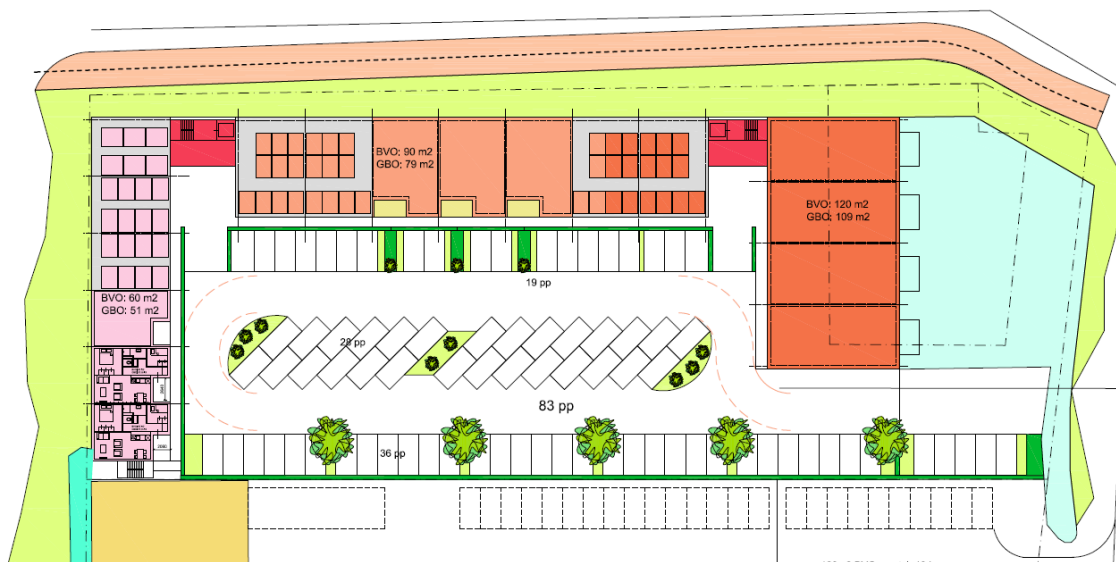 BVO: 90 m2
GBO: 79 m2
BVO: 120 m2
GBO: 109 m2
19 pp
BVO: 60 m2
GBO: 51 m2
28 pp
83 pp
36 pp